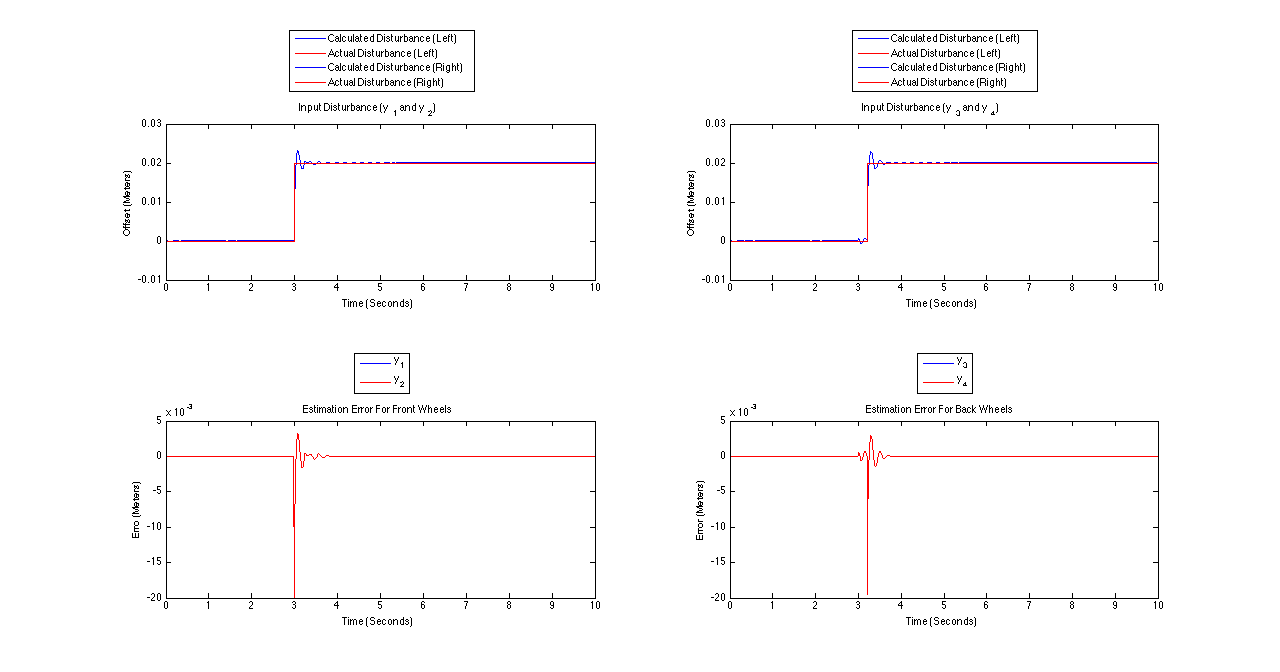 Calculated Disturbance (Left)
Actual Disturbance (Left)
Calculated Disturbance (Right)
Actual Disturbance (Right)
Input Disturbance (y 1 and y 2)
0.03
0.02
0.01
0
-0.01
Offset (Meters)
0 1 2 3 4 5 6 7 8 9 10
Time (Seconds)
Calculated Disturbance (Left)
Actual Disturbance (Left)
Calculated Disturbance (Right)
Actual Disturbance (Right)
Input Disturbance (y 3 and y 4)
0.03
0.02
0.01
0
-0.01
Offset (Meters)
0 1 2 3 4 5 6 7 8 9 10
Time (Seconds)
y1
y2
Estimation Error For Front Wheels
x 10-3
5
0
-5
-10
-15
-20
Erro (Meters)
0 1 2 3 4 5 6 7 8 9 10
Time (Seconds)
y3
y4
Estimation Error For Back Wheels
x 10-3
5
0
-5
-10
-15
-20
Error (Meters)
0 1 2 3 4 5 6 7 8 9 10
Time (Seconds)